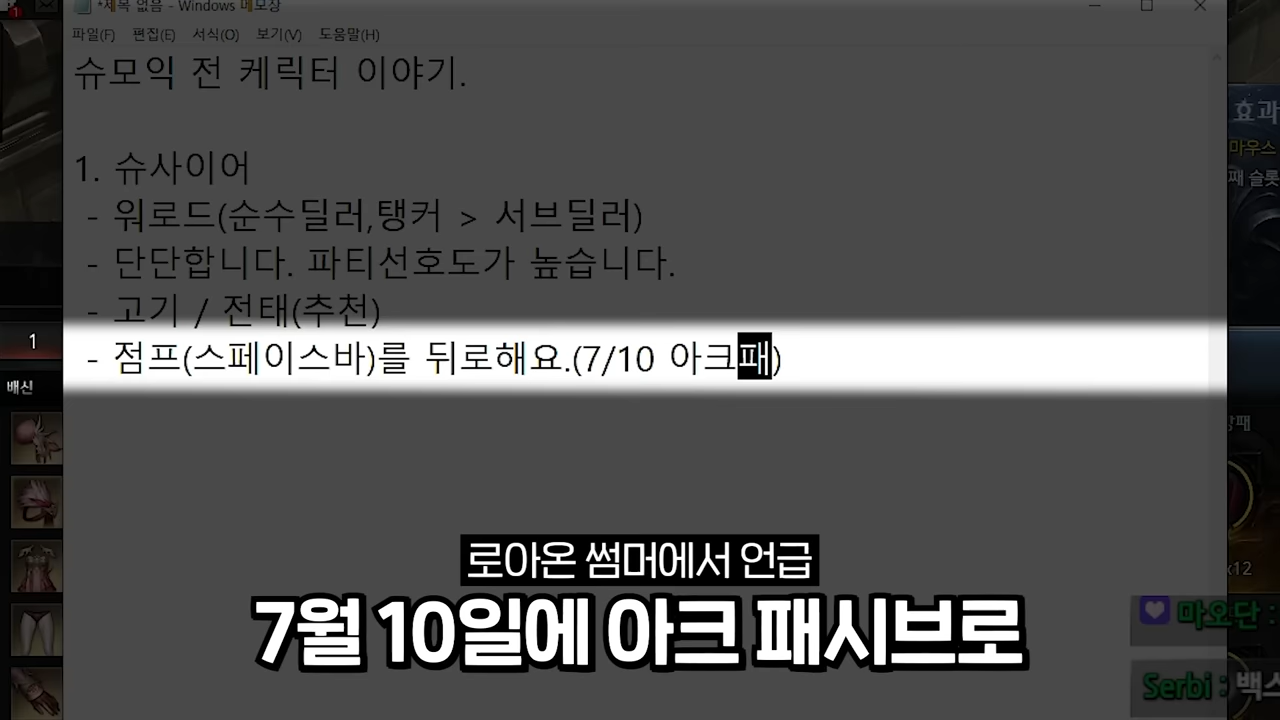 *제목 없음 - Windows 메모장
파일(F) 편집(E) 서식(O) 보기(V) 도움말(H)
슈모익 전 케릭터 이야기.
1. 슈사이어
- 워로드(순수딜러,탱커 > 서브딜러)
- 단단합니다. 파티선호도가 높습니다.
- 고기 / 전태(추천)
- 점프(스페이스바)를 뒤로해요.(7/10 아크패)
1
배신
효과
마우스
째 슬롯
x12
로아온 썸머에서 언급
7월 10일에 아크 패시브로
마오단 :
Serbi : 백스